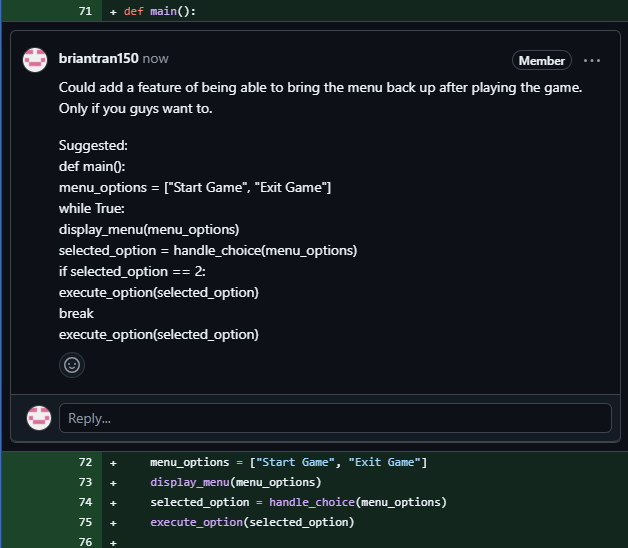 71 + def main():
briantran150 now Member ...
Could add a feature of being able to bring the menu back up after playing the game.
Only if you guys want to.
Suggested:
def main():
menu_options = ["Start Game", "Exit Game"]
while True:
display_menu(menu_options)
selected_option = handle_choice(menu_options)
if selected_option == 2:
execute_option(selected_option)
break
execute_option(selected_option)
Reply...
72 + menu_options = ["Start Game", "Exit Game"]
73 + display_menu(menu_options)
74 + selected_option = handle_choice(menu_options)
75 + execute_option(selected_option)
76 +